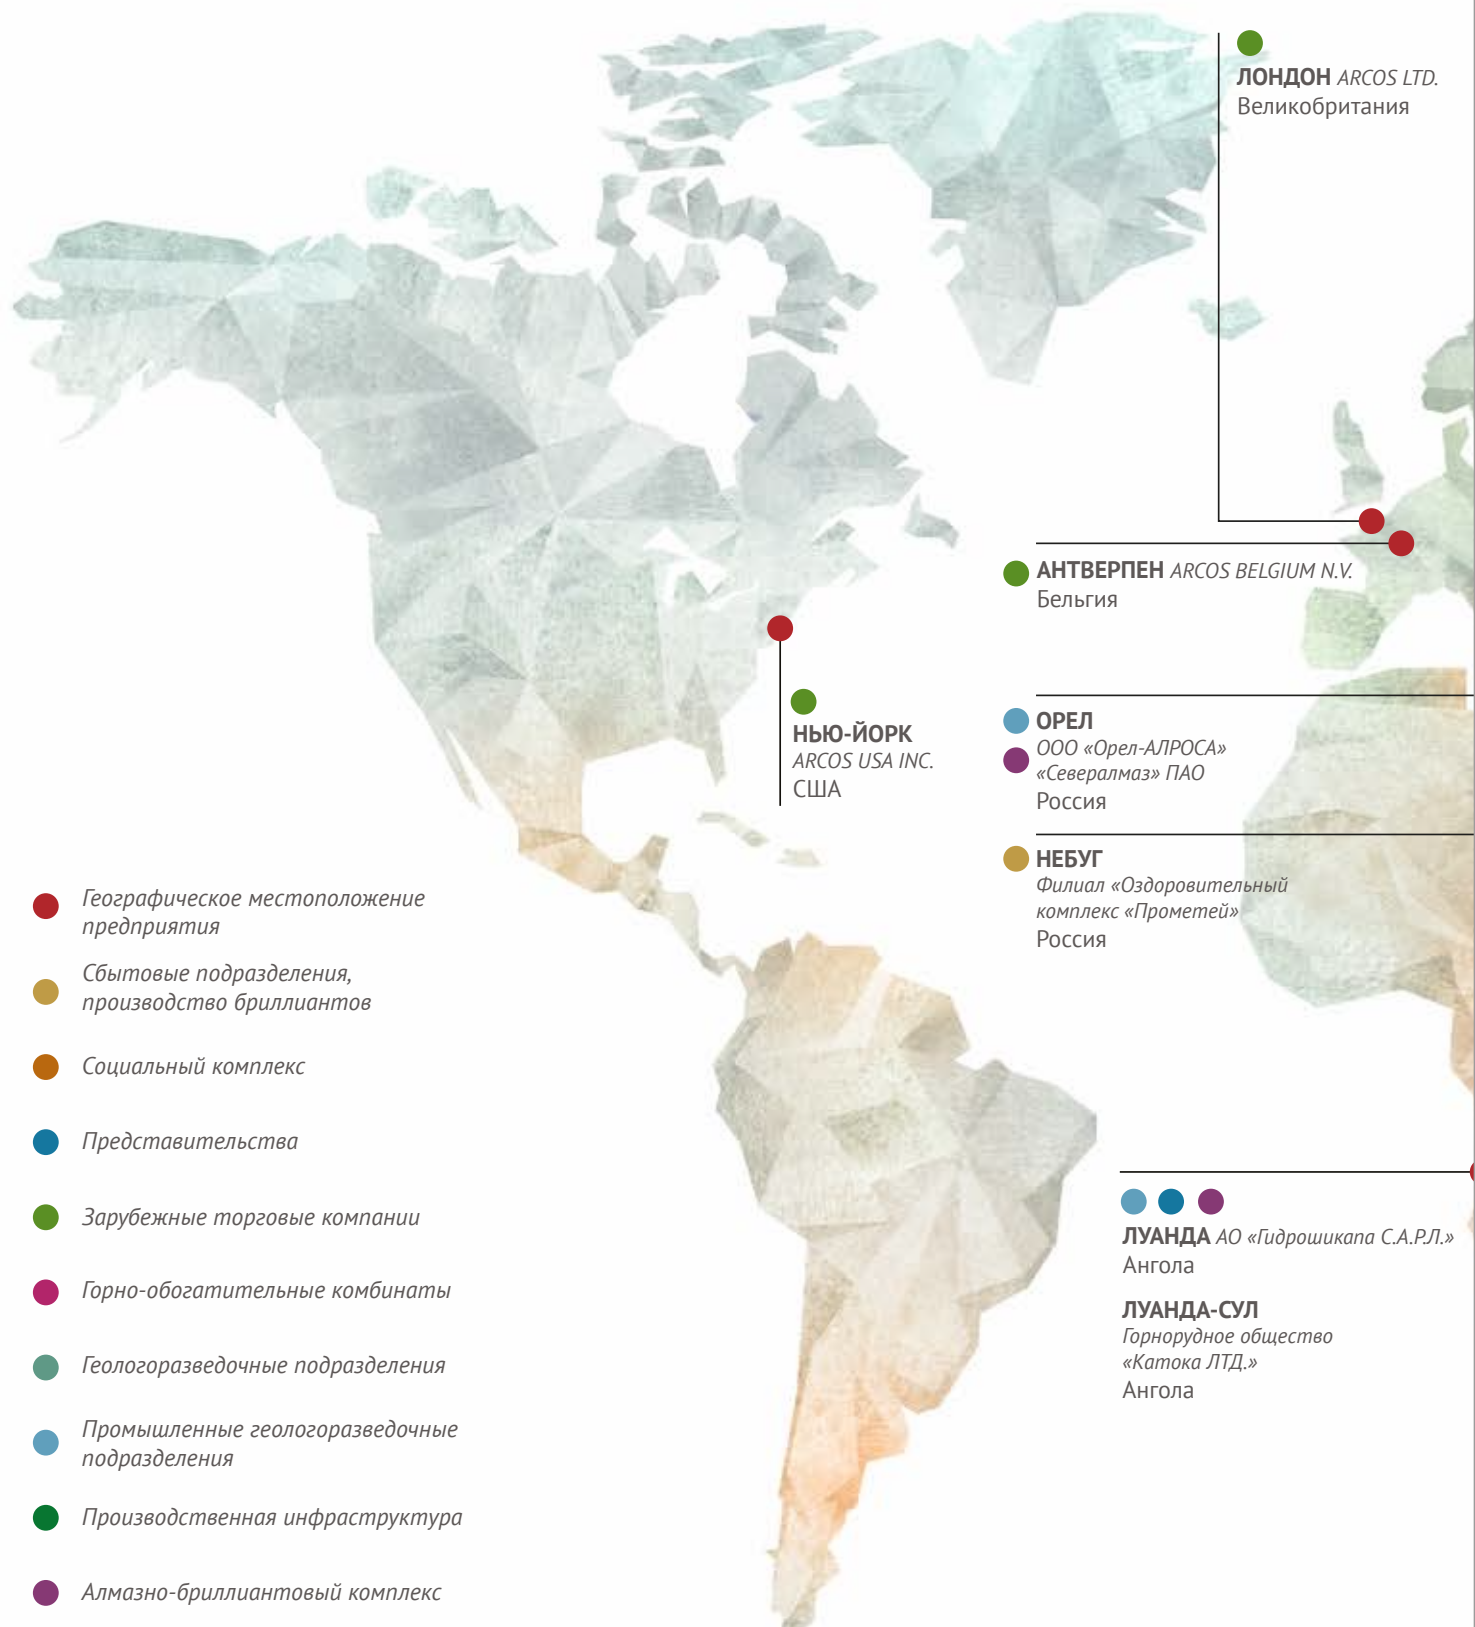 ЛОНДОН ARCOS LTD.
Великобритания
АНТВЕРПЕН ARCOS BELGIUM N.V.
Бельгия
НЬЮ-ЙОРК
ARCOS USA INC.
США
ОРЕЛ
ООО «Орел-АЛРОСА»
«Севералмаз» ПАО
Россия
НЕБУГ
Филиал «Оздоровительный
комплекс «Прометей»
Россия
Географическое местоположение
предприятия
Сбытовые подразделения,
производство бриллиантов
Социальный комплекс
Представительства
Зарубежные торговые компании
Горно-обогатительные комбинаты
Геологоразведочные подразделения
Промышленные геологоразведочные
подразделения
Производственная инфраструктура
Алмазно-бриллиантовый комплекс
ЛУАНДА АО «Гидрошикапа С.А.Р.Л.»
Ангола
ЛУАНДА-СУЛ
Горнорудное общество
«Катока ЛТД.»
Ангола